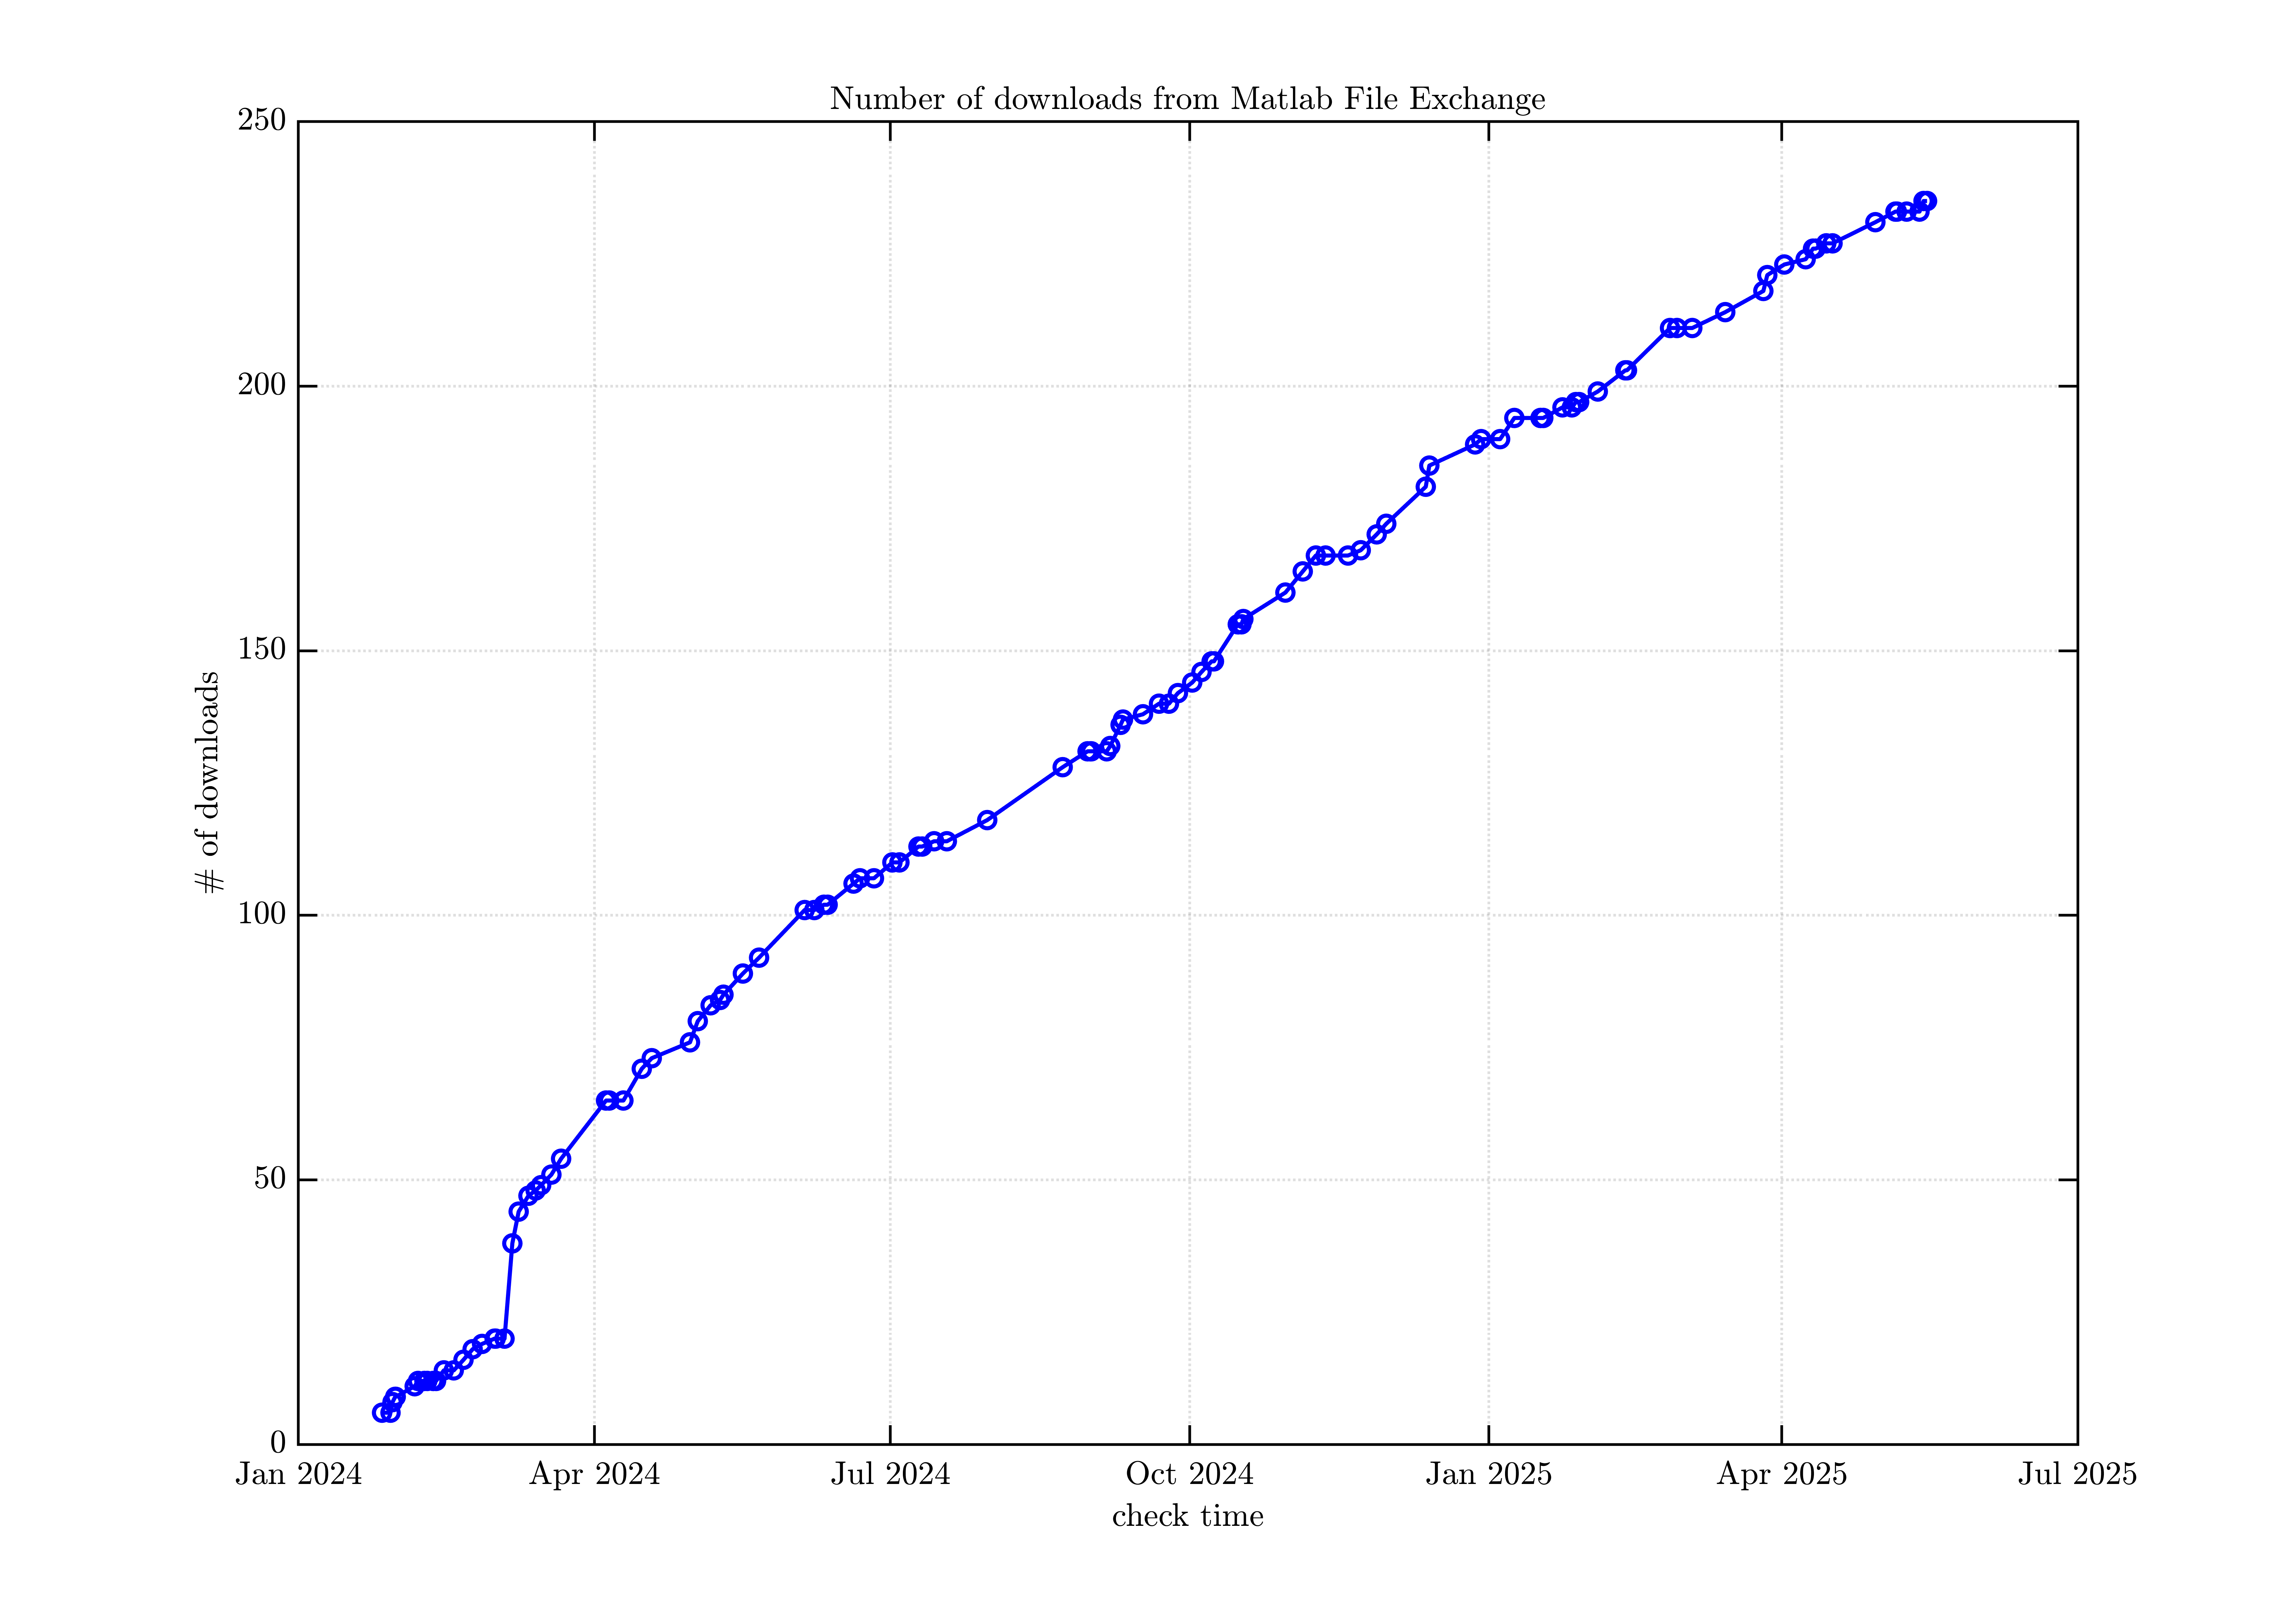 Number of downloads from Matlab File Exchange
250
200
150
100
50
0
# of downloads
Jan 2024 Apr 2024 Jul 2024 Oct 2024 Jan 2025 Apr 2025 Jul 2025
check time